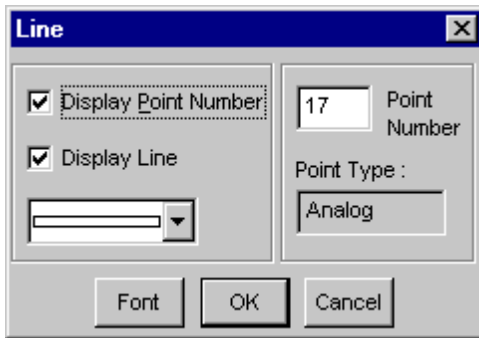 Line
Display Point Number
Display Line
17
Point
Number
Point Type :
Analog
Font
OK
Cancel